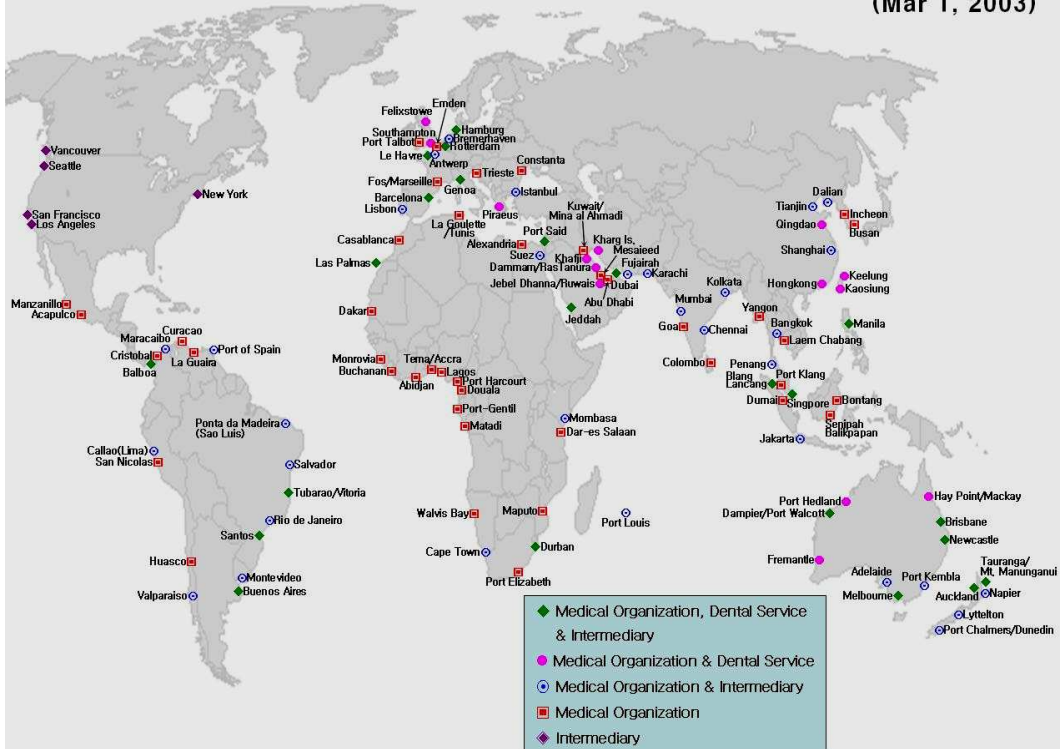 (Mar 1, 2003)
Vancouver
Seattle
New York
San Francisco
Los Angeles
Manzanillo
Acapulco
Curacao
Maracaibo
Port of Spain
Cristobal
La Guaira
Balboa
Ponta da Madeira
(Sao Luis)
Callao(Lima)
San Nicolas
Salvador
Tubarao/Vitoria
Rio de Janeiro
Santos
Huasco
Montevideo
Buenos Aires
Valparaiso
Emden
Felixstowe
Hamburg
Southampton
Bremerhaven
Port Talbot
Rotterdam
Le Havre
Antwerp
Constanta
Trieste
Fos/Marseille
Genoa
Istanbul
Barcelona
Lisbon
Piraeus
La Goulette
/Tunis
Casablanca
Alexandria
Port Said
Suez
Las Palmas
Kuwait/
Mina al Ahmadi
Kharg Is,
Mesaieed
Khafji
Fujairah
Dammam/RasTanura
Karachi
Jebel Dhanna/Ruwais
Dubai
Abu Dhabi
Jeddah
Dakar
Monrovia
Tema/Accra
Buchanan
Lagos
Abidjan
Port Harcourt
Douala
Port-Gentil
Matadi
Mombasa
Dar-es Salaan
Walvis Bay
Maputo
Port Louis
Cape Town
Durban
Port Elizabeth
Dalian
Tianjin
Incheon
Qingdao
Busan
Shanghai
Keelung
Hongkong
Kaosiung
Kolkata
Mumbai
Yangon
Goa
Chennai
Bangkok
Manila
Laem Chabang
Colombo
Penang
Blang
Lancang
Port Klang
Dumai
Singpore
Bontang
Senipah
Balikpapan
Jakarta
Port Hedland
Hay Point/Mackay
Dampier/Port Walcott
Brisbane
Newcastle
Fremantle
Tauranga/
Mt, Manunganui
Adelaide
Port Kembla
Melbourne
Auckland
Napier
Lyttelton
Port Chalmers/Dunedin
Medical Organization, Dental Service
& Intermediary
Medical Organization & Dental Service
Medical Organization & Intermediary
Medical Organization
Intermediary